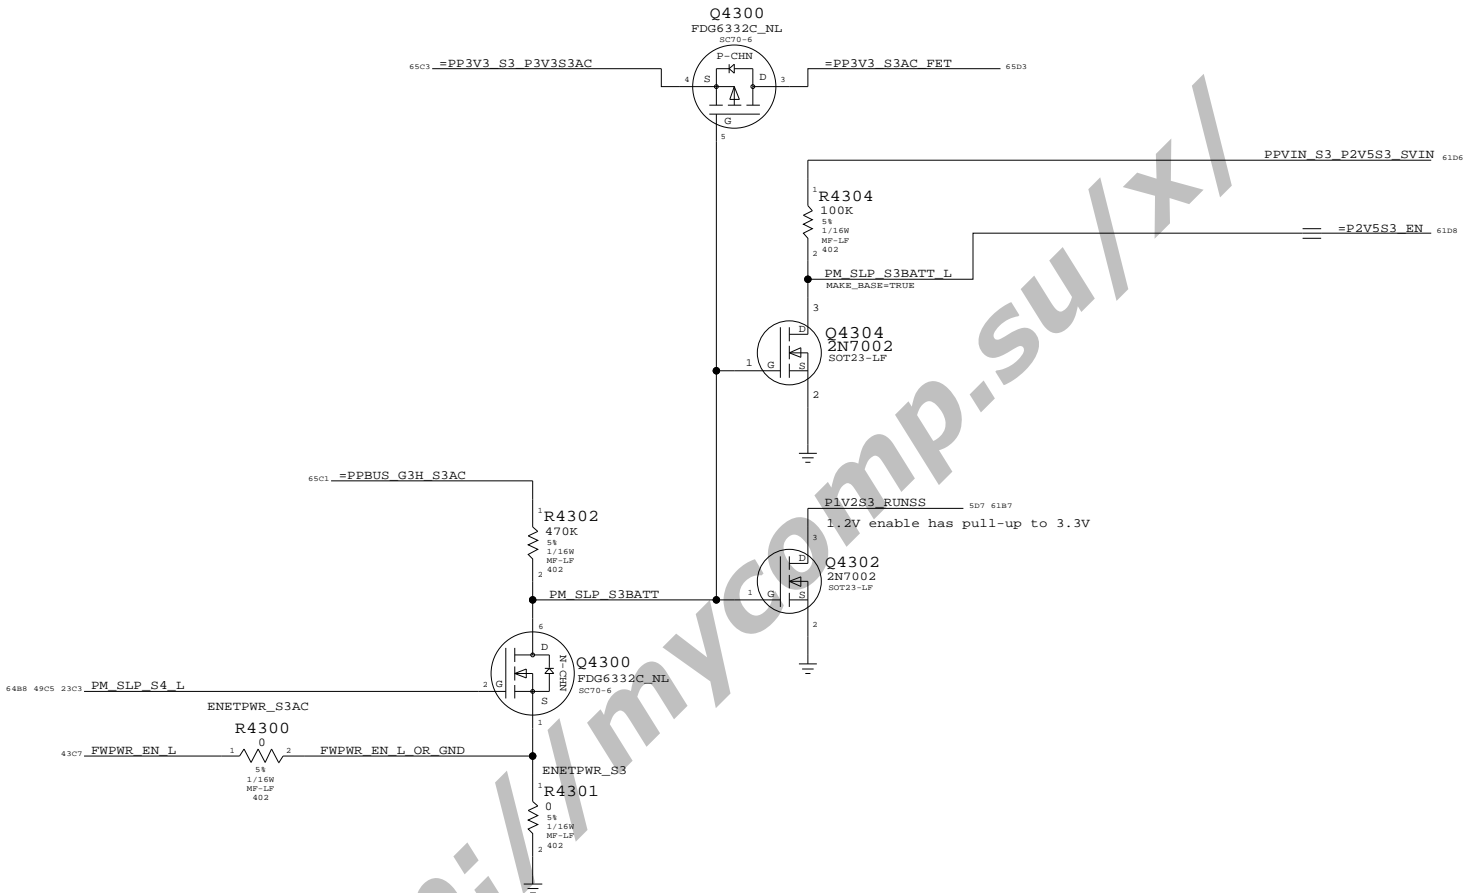 Q4300
FDG6332C_NL
SC70-6
P-CHN
65C3 =PP3V3_S3_P3V3S3AC
4 S D 3
=PP3V3_S3AC_FET 65D3
G
5
PPVIN_S3_P2V5S3_SVIN 61D6
1
R4304
100K
5%
1/16W
MF-LF
402
2
=P2V5S3_EN 61D8
PM_SLP_S3BATT_L
MAKE_BASE=TRUE
3
D
Q4304
2N7002
SOT23-LF
1 G S
2
65C1 =PPBUS_G3H_S3AC
1
R4302
470K
5%
1/16W
MF-LF
402
2
P1V2S3_RUNSS 5D7 61B7
1.2V enable has pull-up to 3.3V
3
D
Q4302
2N7002
SOT23-LF
PM_SLP_S3BATT
1 G S
2
6
D
N-CHN
Q4300
FDG6332C_NL
SC70-6
64B8 49C5 23C3 PM_SLP_S4_L
2 G
S
1
ENETPWR_S3AC
R4300
0
43C7 FWPWR_EN_L
1 2
FWPWR_EN_L_OR_GND
5%
1/16W
MF-LF
402
ENETPWR_S3
1
R4301
0
5%
1/16W
MF-LF
402
2
://mycomp.su/x/